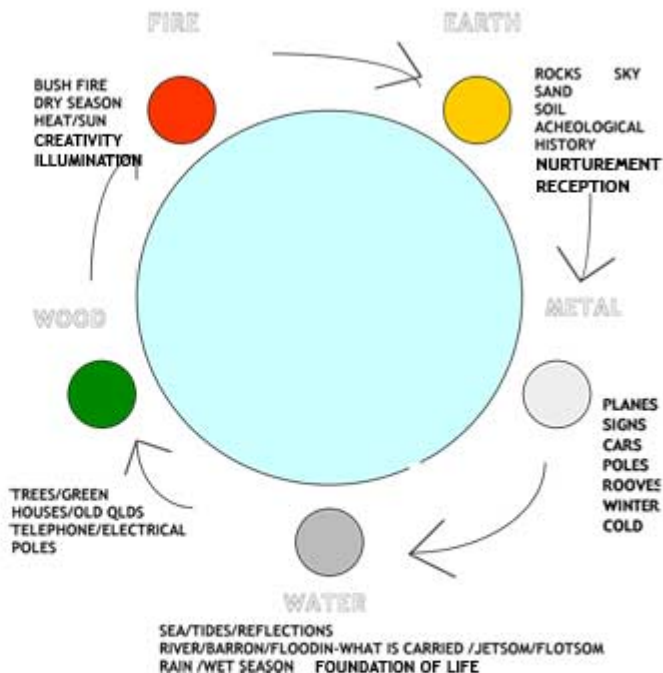 FIRE
EARTH
BUSH FIRE
DRY SEASON
HEAT/SUN
CREATIVITY
ILLUMINATION
ROCKS SKY
SAND
SOIL
ACHEOLOGICAL
HISTORY
NURTUREMENT
RECEPTION
WOOD
METAL
PLANES
SIGNS
CARS
POLES
ROOVES
WINTER
COLD
TREES/GREEN
HOUSES/OLD QLDS
TELEPHONE/ELECTRICAL
POLES
WATER
SEA/TIDES/REFLECTIONS
RIVER/BARRON/FLOODIN-WHAT IS CARRIED /JETSOM/FLOTSOM
RAIN /WET SEASON FOUNDATION OF LIFE